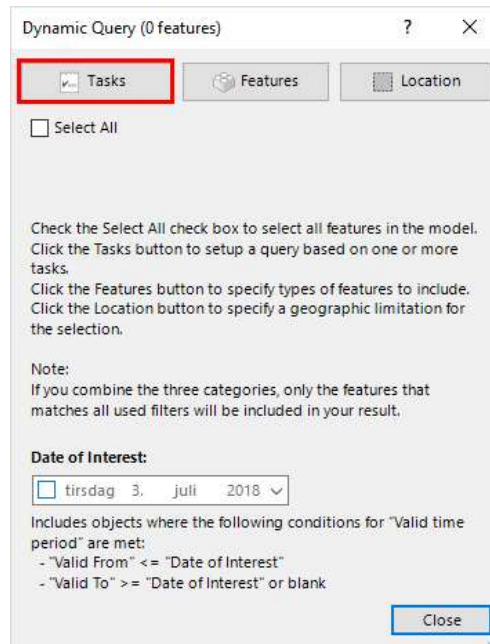 Dynamic Query (0 features)
Tasks Features Location
Select All
Check the Select All check box to select all features in the model.
Click the Tasks button to setup a query based on one or more
tasks.
Click the Features button to specify types of features to include.
Click the Location button to specify a geographic limitation for
the selection.
Note:
If you combine the three categories, only the features that
matches all used filters will be included in your result.
Date of Interest:
tirsdag 3. juli 2018
Includes objects where the following conditions for "Valid time
period" are met:
- "Valid From" <= "Date of Interest"
- "Valid To" >= "Date of Interest" or blank
Close